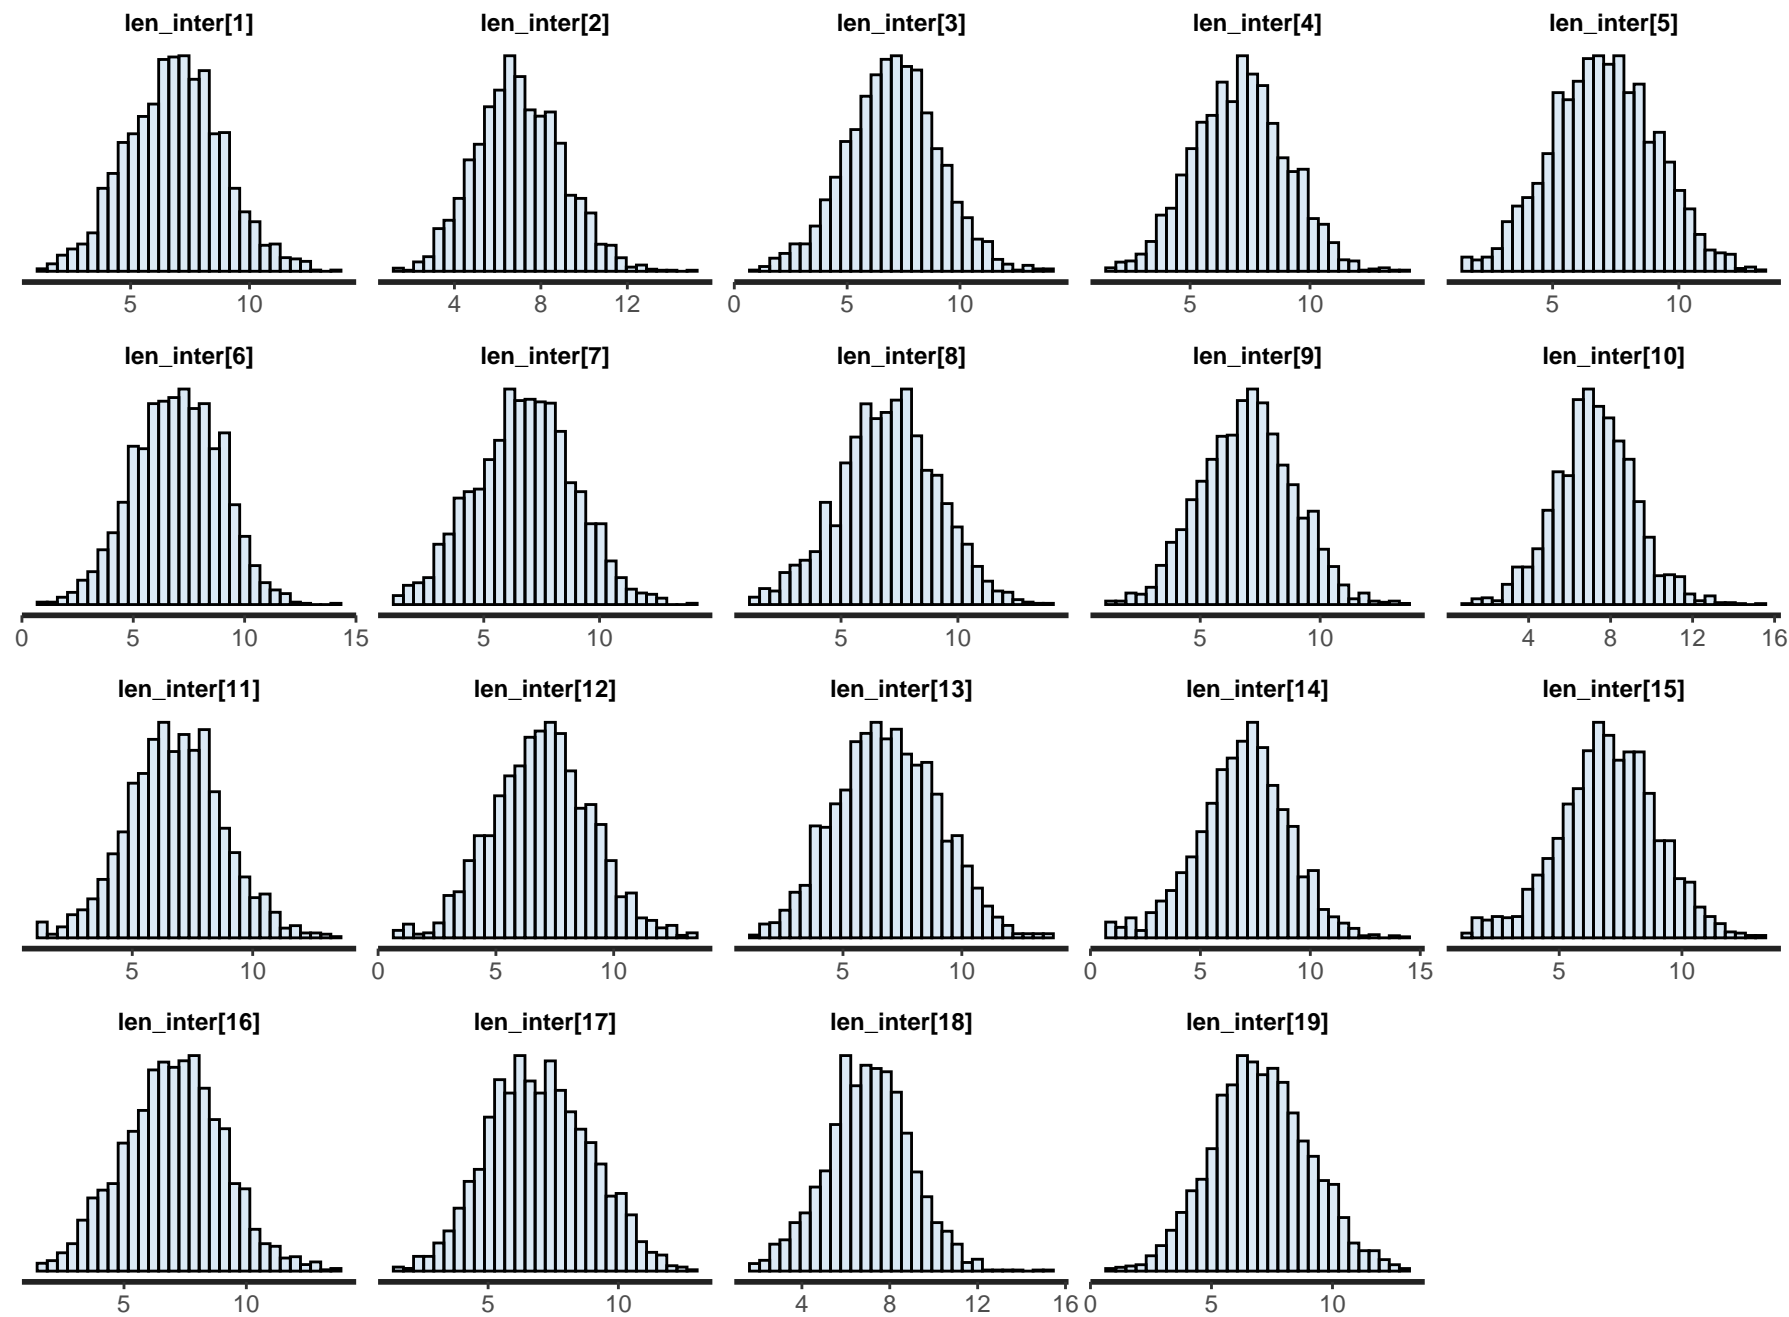 len_inter[1] len_inter[2] len_inter[3] len_inter[4] len_inter[5]
5 10 4 8 12 0 5 10 5 10 5 10
len_inter[6] len_inter[7] len_inter[8] len_inter[9] len_inter[10]
0 5 10 15 5 10 5 10 5 10 4 8 12 16
len_inter[11] len_inter[12] len_inter[13] len_inter[14] len_inter[15]
5 10 0 5 10 5 10 0 5 10 15 5 10
len_inter[16] len_inter[17] len_inter[18] len_inter[19]
5 10 5 10 4 8 12 16 0 5 10